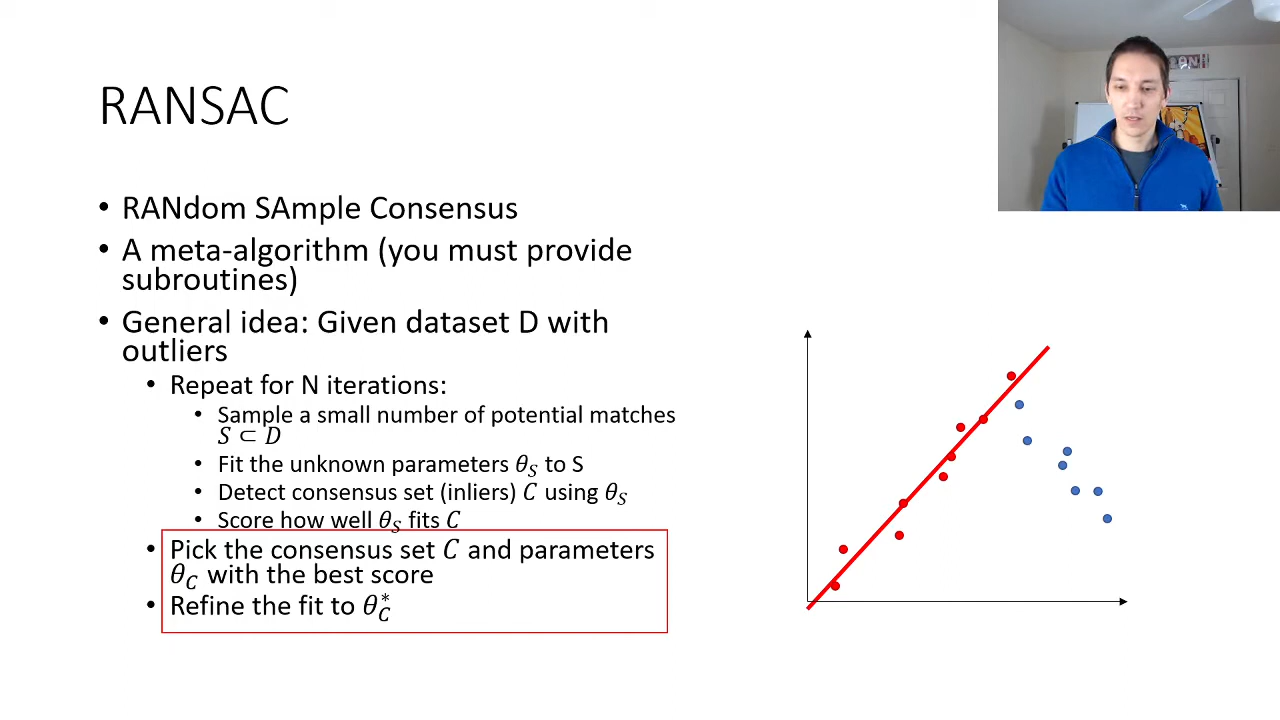 RANSAC
• RANdom SAmple Consensus
• A meta-algorithm (you must provide
subroutines)
• General idea: Given dataset D with
outliers
• Repeat for N iterations:
• Sample a small number of potential matches
𝑆 ⊂ 𝐷
• Fit the unknown parameters 𝜃_𝑆 to S
• Detect consensus set (inliers) 𝐶 using 𝜃_𝑆
• Score how well 𝜃_𝑆 fits 𝐶
• Pick the consensus set 𝐶 and parameters
𝜃_𝐶 with the best score
• Refine the fit to 𝜃_𝐶^*